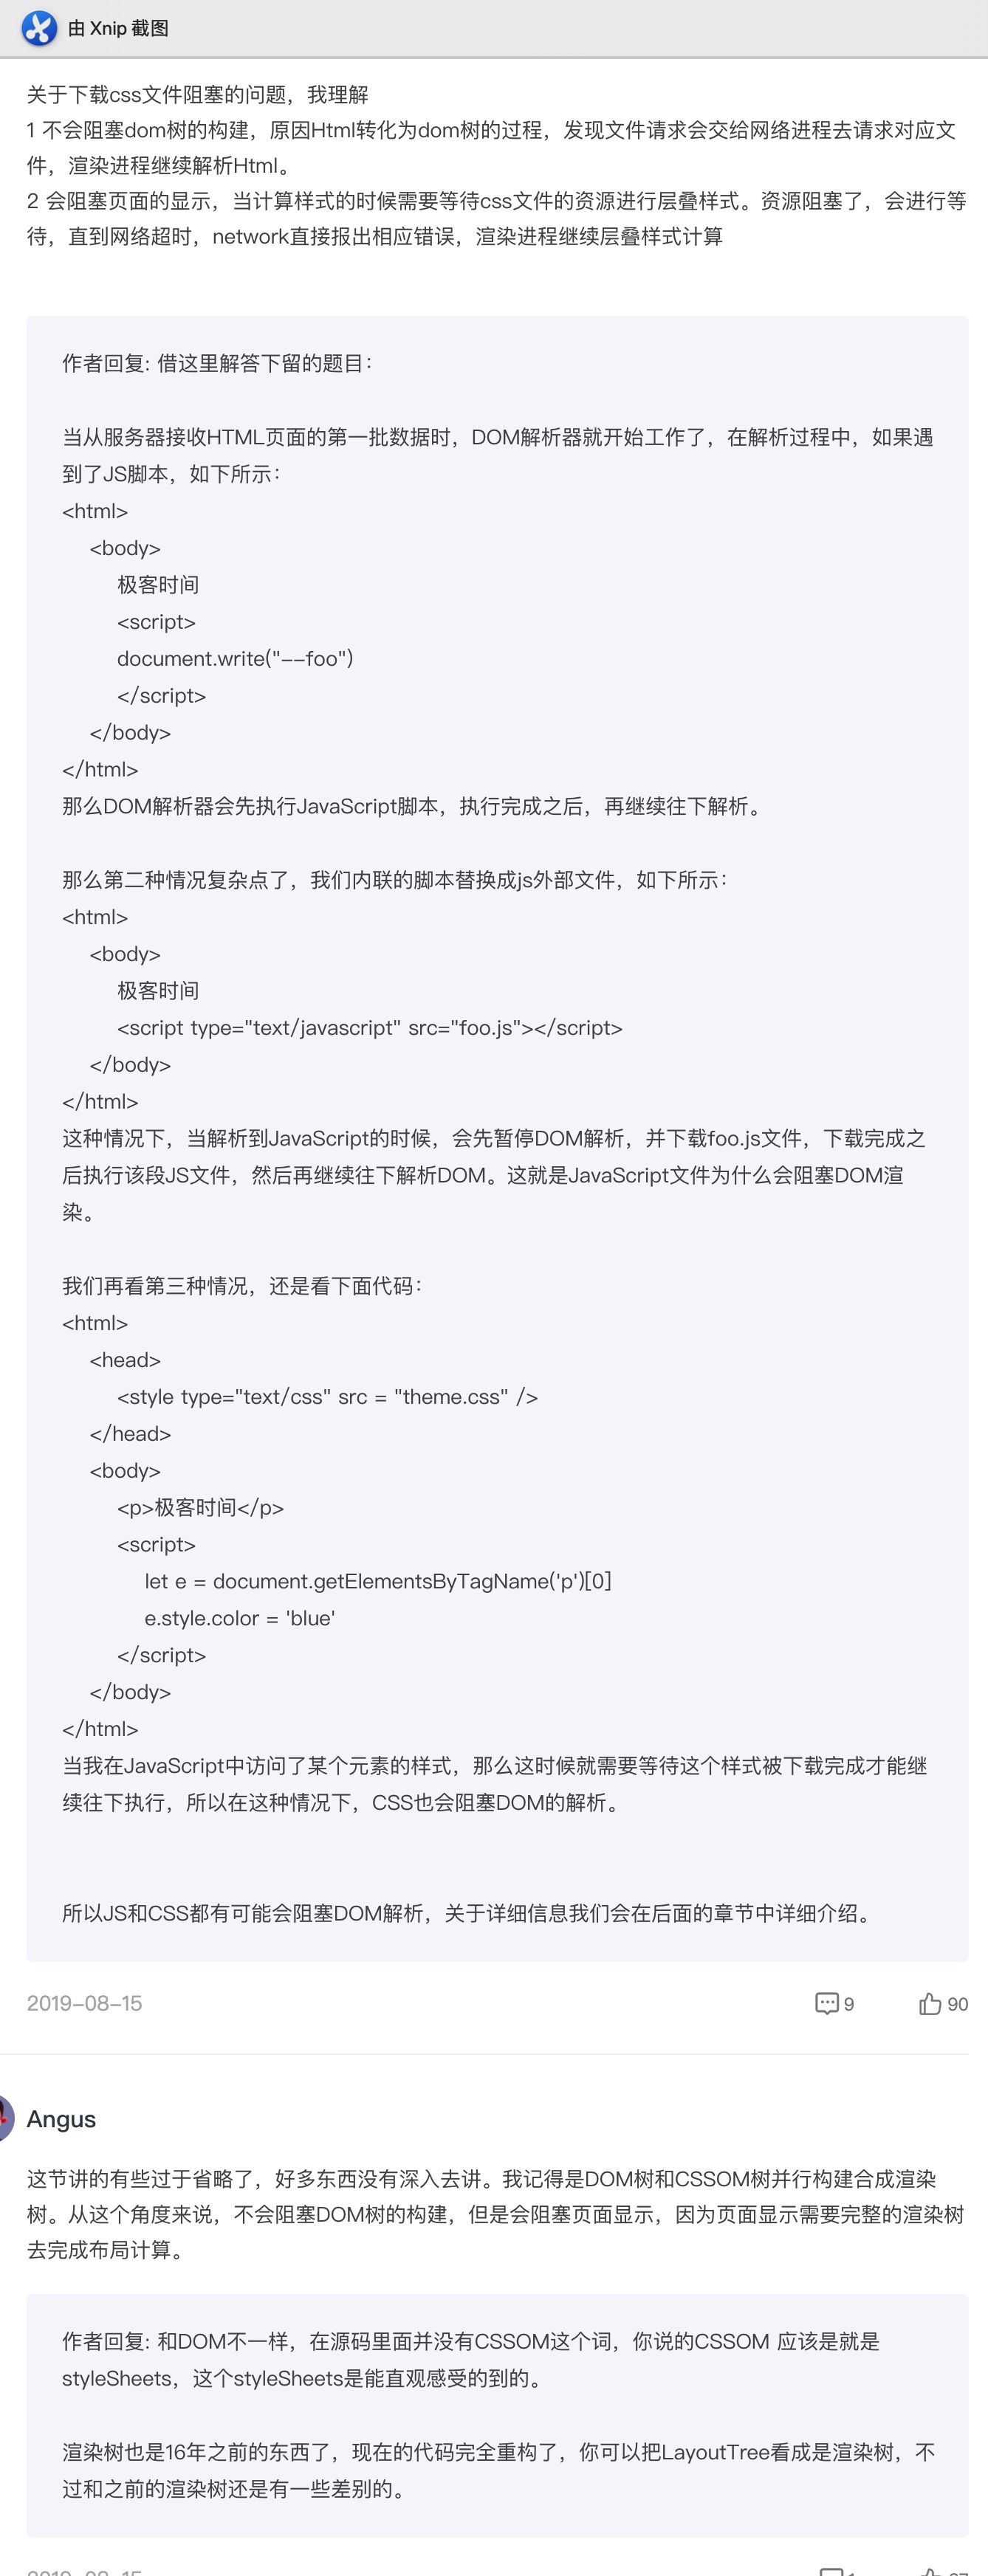 由 Xnip 截图
关于下载css文件阻塞的问题，我理解
1 不会阻塞dom树的构建，原因Html转化为dom树的过程，发现文件请求会交给网络进程去请求对应文
件，渲染进程继续解析Html。
2 会阻塞页面的显示，当计算样式的时候需要等待css文件的资源进行层叠样式。资源阻塞了，会进行等
待，直到网络超时，network直接报出相应错误，渲染进程继续层叠样式计算
作者回复: 借这里解答下留的题目：
当从服务器接收HTML页面的第一批数据时，DOM解析器就开始工作了，在解析过程中，如果遇
到了JS脚本，如下所示：
<html>
<body>
极客时间
<script>
document.write("--foo")
</script>
</body>
</html>
那么DOM解析器会先执行JavaScript脚本，执行完成之后，再继续往下解析。
那么第二种情况复杂点了，我们内联的脚本替换成js外部文件，如下所示：
<html>
<body>
极客时间
<script type="text/javascript" src="foo.js"></script>
</body>
</html>
这种情况下，当解析到JavaScript的时候，会先暂停DOM解析，并下载foo.js文件，下载完成之
后执行该段JS文件，然后再继续往下解析DOM。这就是JavaScript文件为什么会阻塞DOM渲
染。
我们再看第三种情况，还是看下面代码：
<html>
<head>
<style type="text/css" src = "theme.css" />
</head>
<body>
<p>极客时间</p>
<script>
let e = document.getElementsByTagName('p')[0]
e.style.color = 'blue'
</script>
</body>
</html>
当我在JavaScript中访问了某个元素的样式，那么这时候就需要等待这个样式被下载完成才能继
续往下执行，所以在这种情况下，CSS也会阻塞DOM的解析。
所以JS和CSS都有可能会阻塞DOM解析，关于详细信息我们会在后面的章节中详细介绍。
2019-08-15 9 90
Angus
这节讲的有些过于省略了，好多东西没有深入去讲。我记得是DOM树和CSSOM树并行构建合成渲染
树。从这个角度来说，不会阻塞DOM树的构建，但是会阻塞页面显示，因为页面显示需要完整的渲染树
去完成布局计算。
作者回复: 和DOM不一样，在源码里面并没有CSSOM这个词，你说的CSSOM 应该是就是
styleSheets，这个styleSheets是能直观感受的到的。
渲染树也是16年之前的东西了，现在的代码完全重构了，你可以把LayoutTree看成是渲染树，不
过和之前的渲染树还是有一些差别的。